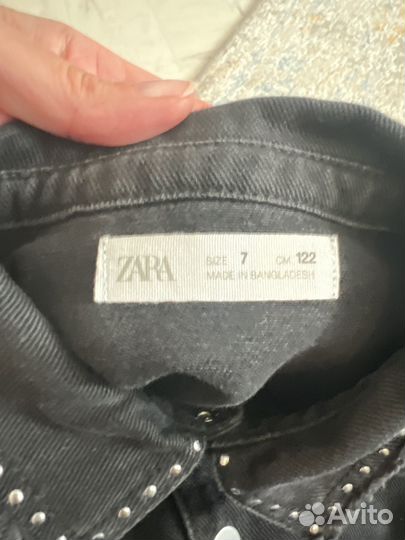 ZARA
SIZE 7 CM 122
MADE IN BANGLADESH
Avito